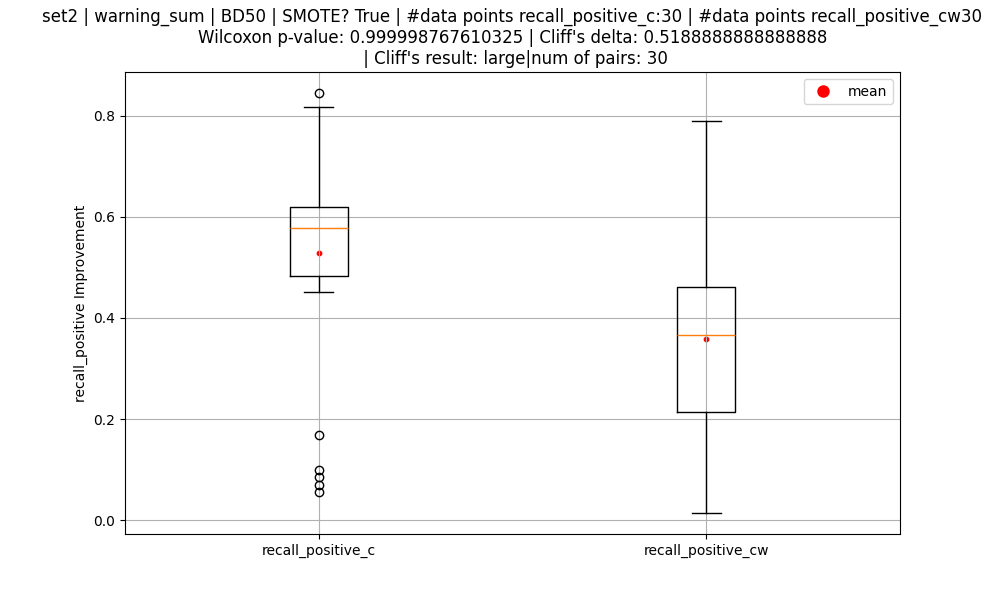 set2 | warning_sum | BD50 | SMOTE? True | #data points recall_positive_c:30 | #data points recall_positive_cw30
Wilcoxon p-value: 0.999998767610325 | Cliff's delta: 0.5188888888888888
| Cliff's result: large|num of pairs: 30
mean
0.8
0.6
0.4
0.2
0.0
recall_positive Improvement
recall_positive_c
recall_positive_cw